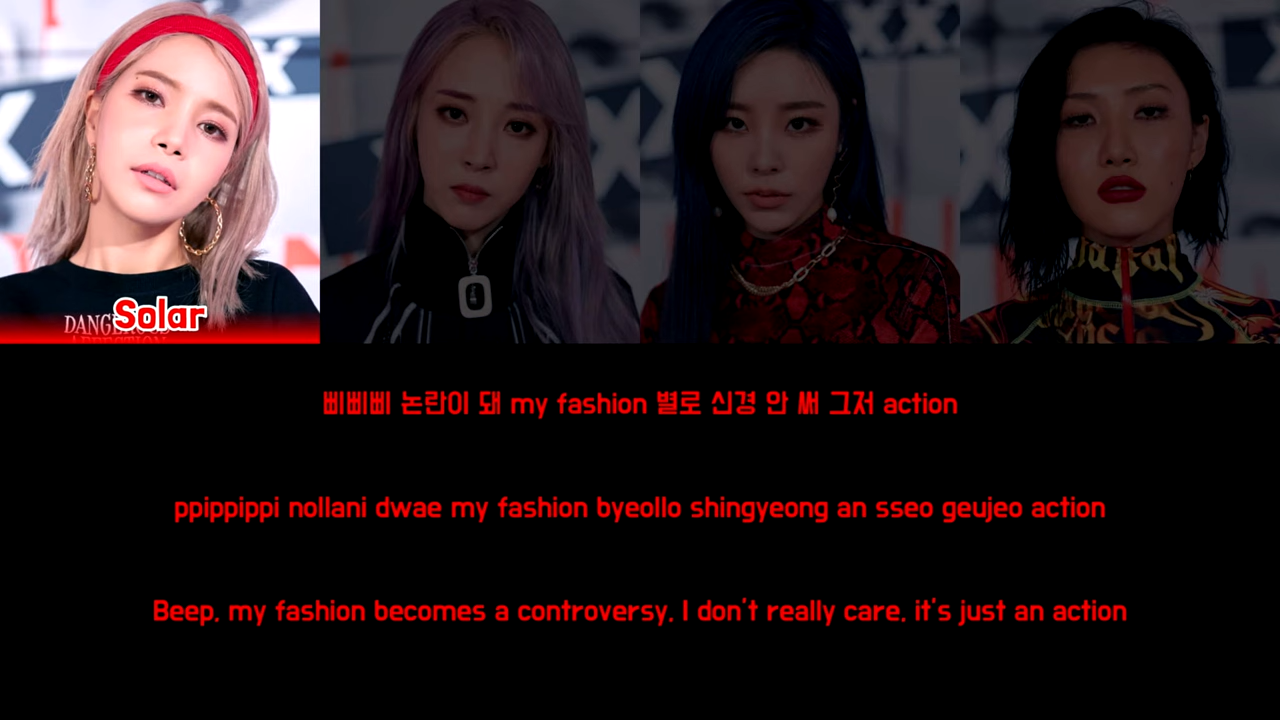 Solar
삐삐삐 논란이 돼 my fashion 별로 신경 안 써 그저 action
ppippippi nollani dwae my fashion byeollo shingyeong an sseo geujeo action
Beep, my fashion becomes a controversy, I don't really care, it's just an action